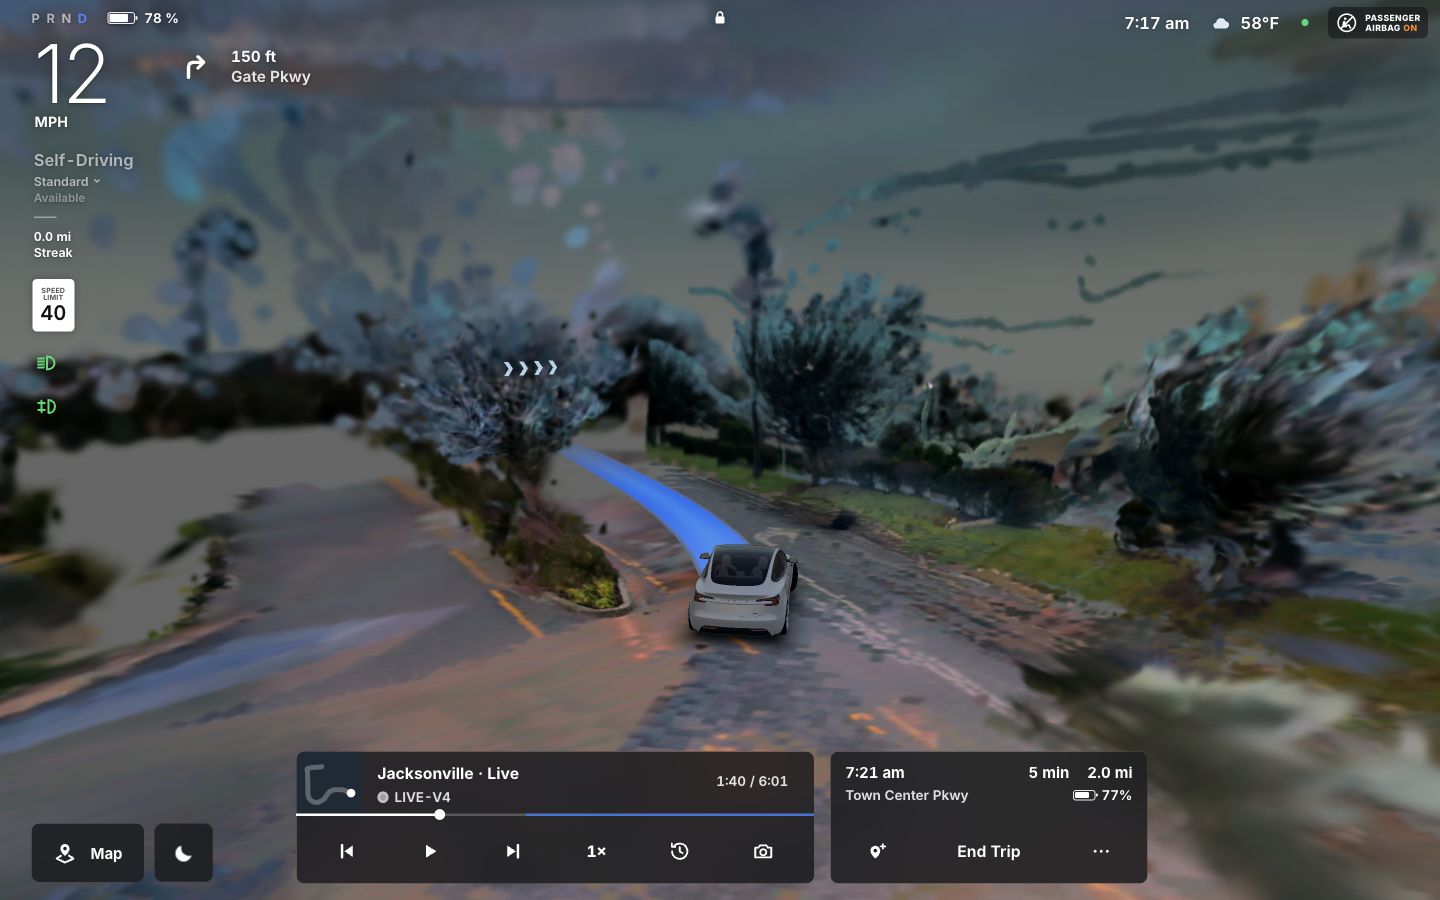 P R N D
78 %
7:17 am
58°F
PASSENGER
AIRBAG ON
12
MPH
150 ft
Gate Pkwy
Self-Driving
Standard
Available
0.0 mi
Streak
SPEED
LIMIT
40
Jacksonville · Live
LIVE-V4
1:40 / 6:01
1×
7:21 am
5 min
2.0 mi
Town Center Pkwy
77%
End Trip
Map